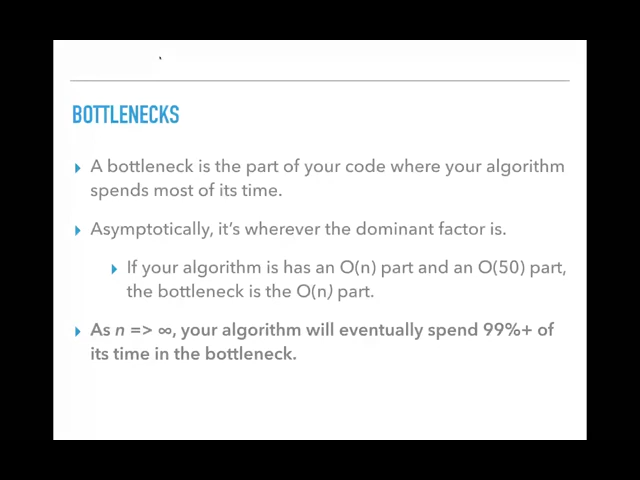 BOTTLENECKS
▸ A bottleneck is the part of your code where your algorithm
spends most of its time.
▸ Asymptotically, it's wherever the dominant factor is.
▸ If your algorithm is has an O(n) part and an O(50) part,
the bottleneck is the O(n) part.
▸ As n => ∞, your algorithm will eventually spend 99%+ of
its time in the bottleneck.